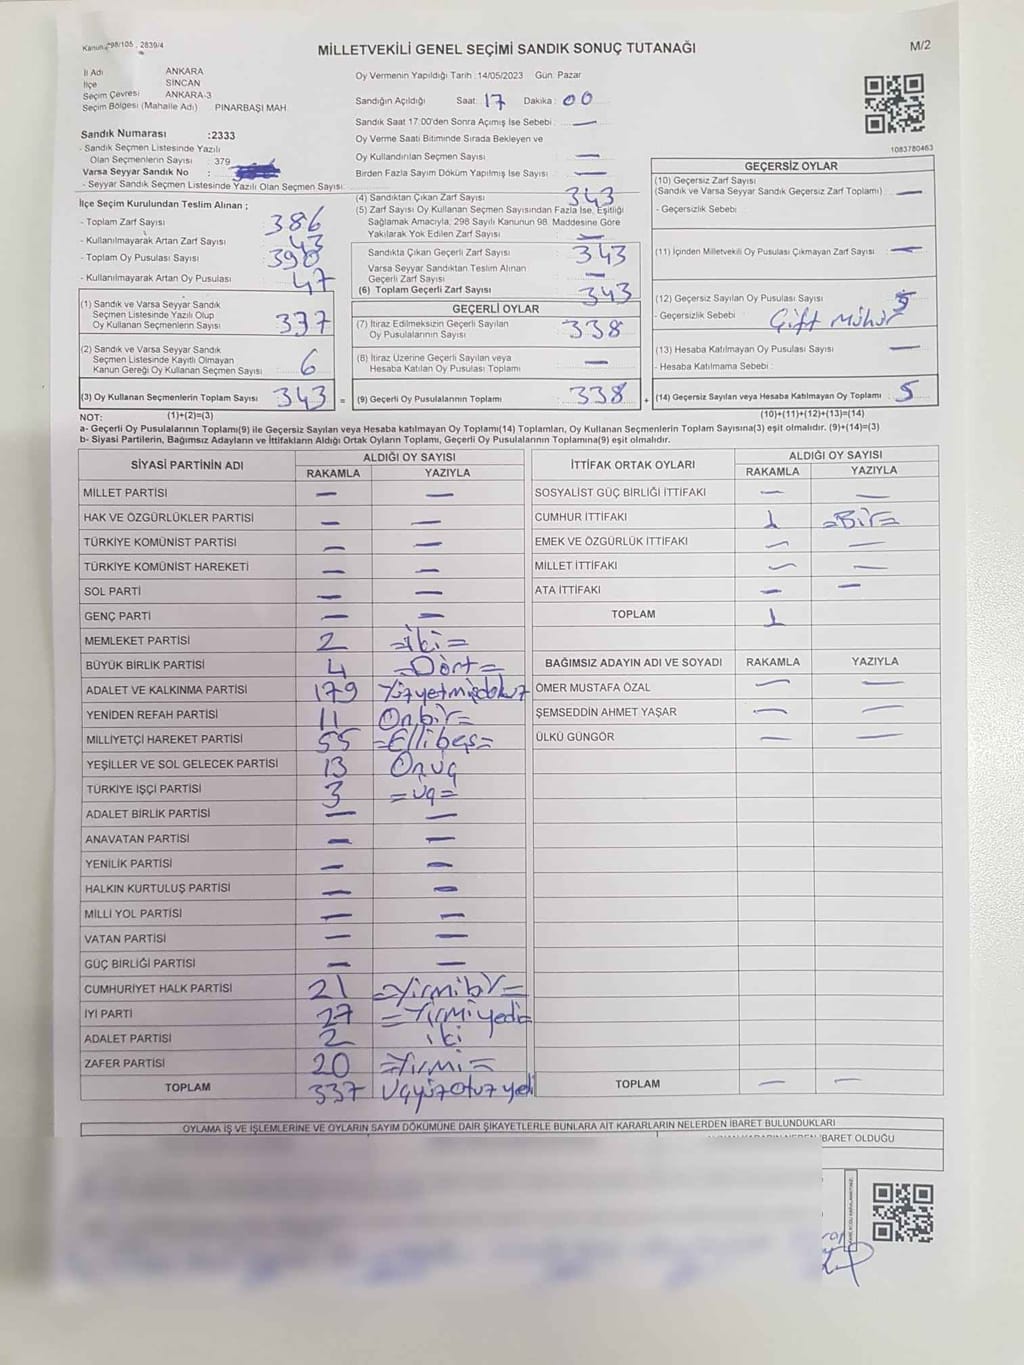 Kanun : 298/105 , 2839/4
MİLLETVEKİLİ GENEL SEÇİMİ SANDIK SONUÇ TUTANAĞI
M/2
İl Adı ANKARA
İlçe SİNCAN
Seçim Çevresi ANKARA-3
Seçim Bölgesi (Mahalle Adı) PINARBAŞI MAH.
Sandık Numarası :2333
- Sandık Seçmen Listesinde Yazılı
Olan Seçmenlerin Sayısı : 379
Varsa Seyyar Sandık No :
- Seyyar Sandık Seçmen Listesinde Yazılı Olan Seçmen Sayısı:
İlçe Seçim Kurulundan Teslim Alınan ;
- Toplam Zarf Sayısı 386
- Kullanılmayarak Artan Zarf Sayısı 43
- Toplam Oy Pusulası Sayısı 390
- Kullanılmayarak Artan Oy Pusulası 47
(1) Sandık ve Varsa Seyyar Sandık
Seçmen Listesinde Yazılı Olup
Oy Kullanan Seçmenlerin Sayısı 337
(2) Sandık ve Varsa Seyyar Sandık
Seçmen Listesinde Kayıtlı Olmayan
Kanun Gereği Oy Kullanan Seçmen Sayısı 6
(3) Oy Kullanan Seçmenlerin Toplam Sayısı 343 =
Oy Vermenin Yapıldığı Tarih : 14/05/2023 Gün: Pazar
Sandığın Açıldığı Saat: 17 Dakika : 00
Sandık Saat 17:00'den Sonra Açımış İse Sebebi : —
Oy Verme Saati Bitiminde Sırada Bekleyen ve
Oy Kullandırılan Seçmen Sayısı —
Birden Fazla Sayım Döküm Yapılmış İse Sayısı —
(4) Sandıktan Çıkan Zarf Sayısı 343
(5) Zarf Sayısı Oy Kullanan Seçmen Sayısından Fazla İse, Eşitliği
Sağlamak Amacıyla, 298 Sayılı Kanunun 98. Maddesine Göre
Yakılarak Yok Edilen Zarf Sayısı —
Sandıkta Çıkan Geçerli Zarf Sayısı 343
Varsa Seyyar Sandıktan Teslim Alınan
Geçerli Zarf Sayısı —
(6) Toplam Geçerli Zarf Sayısı 343
GEÇERLİ OYLAR
(7) İtiraz Edilmeksizin Geçerli Sayılan
Oy Pusulalarının Sayısı 338
(8) İtiraz Üzerine Geçerli Sayılan veya
Hesaba Katılan Oy Pusulası Toplamı —
(9) Geçerli Oy Pusulalarının Toplamı 338 +
1083780463
GEÇERSİZ OYLAR
(10) Geçersiz Zarf Sayısı
(Sandık ve Varsa Seyyar Sandık Geçersiz Zarf Toplamı) —
- Geçersizlik Sebebi
(11) İçinden Milletvekili Oy Pusulası Çıkmayan Zarf Sayısı —
(12) Geçersiz Sayılan Oy Pusulası Sayısı 5
- Geçersizlik Sebebi Çift Mühür
(13) Hesaba Katılmayan Oy Pusulası Sayısı —
- Hesaba Katılmama Sebebi :
(14) Geçersiz Sayılan veya Hesaba Katılmayan Oy Toplamı 5
NOT: (1)+(2)=(3) (10)+(11)+(12)+(13)=(14)
a- Geçerli Oy Pusulalarının Toplamı(9) ile Geçersiz Sayılan veya Hesaba katılmayan Oy Toplamı(14) Toplamları, Oy Kullanan Seçmenlerin Toplam Sayısına(3) eşit olmalıdır. (9)+(14)=(3)
b- Siyasi Partilerin, Bağımsız Adayların ve İttifakların Aldığı Ortak Oyların Toplamı, Geçerli Oy Pusulalarının Toplamına(9) eşit olmalıdır.
SİYASİ PARTİNİN ADI ALDIĞI OY SAYISI
RAKAMLA YAZIYLA
MİLLET PARTİSİ — —
HAK VE ÖZGÜRLÜKLER PARTİSİ — —
TÜRKİYE KOMÜNİST PARTİSİ — —
TÜRKİYE KOMÜNİST HAREKETİ — —
SOL PARTİ — —
GENÇ PARTİ — —
MEMLEKET PARTİSİ 2 =İki=
BÜYÜK BİRLİK PARTİSİ 4 =Dört=
ADALET VE KALKINMA PARTİSİ 179 Yüzyetmişdokuz
YENİDEN REFAH PARTİSİ 11 Onbir=
MİLLİYETÇİ HAREKET PARTİSİ 55 =Ellibeş=
YEŞİLLER VE SOL GELECEK PARTİSİ 13 Onüç
TÜRKİYE İŞÇİ PARTİSİ 3 =üç=
ADALET BİRLİK PARTİSİ — —
ANAVATAN PARTİSİ — —
YENİLİK PARTİSİ — —
HALKIN KURTULUŞ PARTİSİ — —
MİLLİ YOL PARTİSİ — —
VATAN PARTİSİ — —
GÜÇ BİRLİĞİ PARTİSİ — —
CUMHURİYET HALK PARTİSİ 21 =Yirmibir=
İYİ PARTİ 27 =Yirmiyedi=
ADALET PARTİSİ 2 iki
ZAFER PARTİSİ 20 =Yirmi=
TOPLAM 337 Üçyüzotuzyedi
İTTİFAK ORTAK OYLARI ALDIĞI OY SAYISI
RAKAMLA YAZIYLA
SOSYALİST GÜÇ BİRLİĞİ İTTİFAKI — —
CUMHUR İTTİFAKI 1 =Bir=
EMEK VE ÖZGÜRLÜK İTTİFAKI — —
MİLLET İTTİFAKI — —
ATA İTTİFAKI — —
TOPLAM 1
BAĞIMSIZ ADAYIN ADI VE SOYADI RAKAMLA YAZIYLA
ÖMER MUSTAFA ÖZAL — —
ŞEMSEDDİN AHMET YAŞAR — —
ÜLKÜ GÜNGÖR — —
TOPLAM — —
OYLAMA İŞ VE İŞLEMLERİNE VE OYLARIN SAYIM DÖKÜMÜNE DAİR ŞİKAYETLERLE BUNLARA AİT KARARLARIN NELERDEN İBARET BULUNDUKLARI
İBARET OLDUĞU